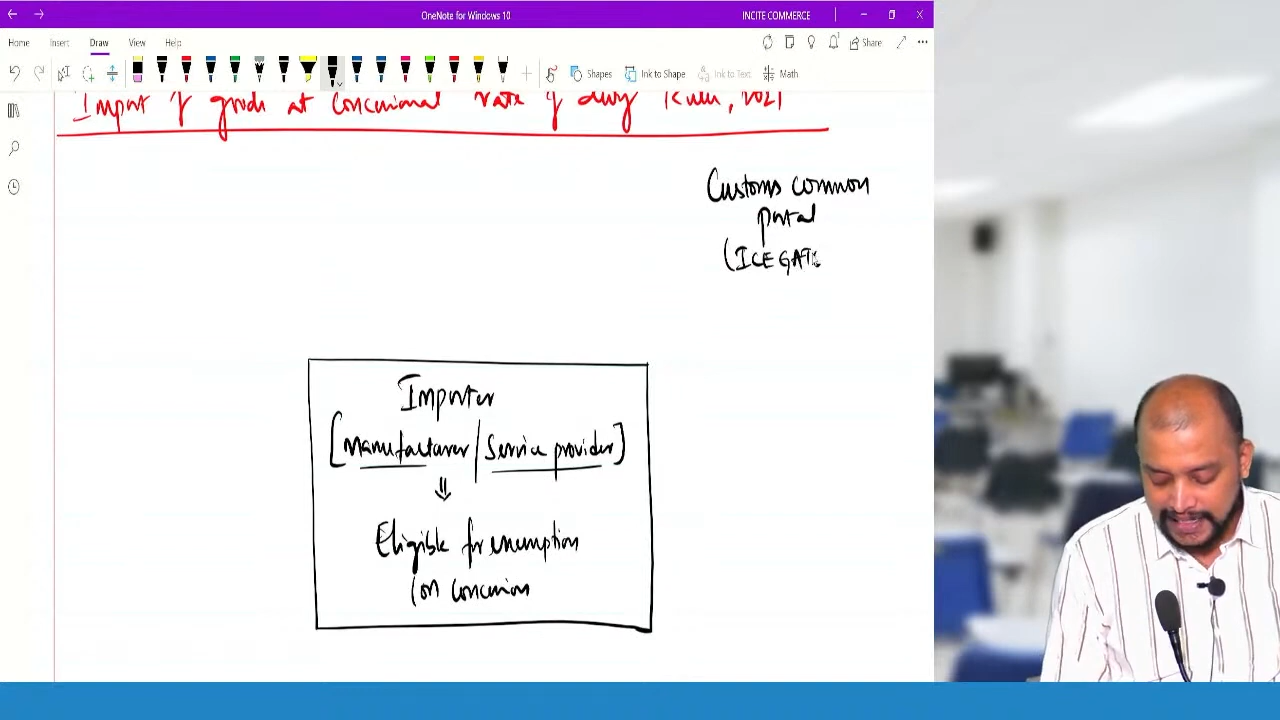 OneNote for Windows 10
INCITE COMMERCE
Home Insert Draw View Help
Share
Shapes Ink to Shape Ink to Text Math
Import of goods at Concessional rate of duty Rules, 2021
Customs common
portal
(ICEGATE
Importer
[Manufacturer / Service provider]
⇓
Eligible for exemption
(or concession